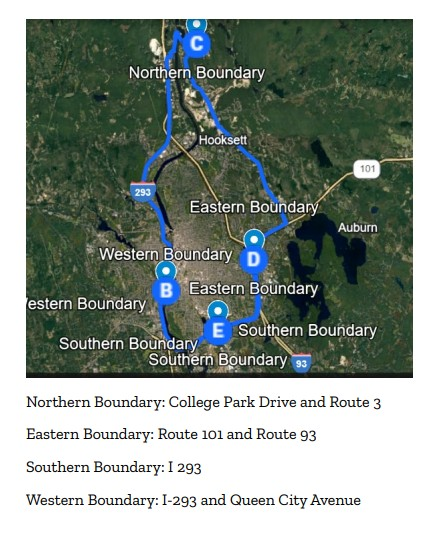 C
Northern Boundary
Hooksett
101
293
Eastern Boundary
Auburn
Western Boundary
D
B
Eastern Boundary
estern Boundary
E
Southern Boundary
Southern Boundary
Southern Boundary
93
Northern Boundary: College Park Drive and Route 3
Eastern Boundary: Route 101 and Route 93
Southern Boundary: I 293
Western Boundary: I-293 and Queen City Avenue